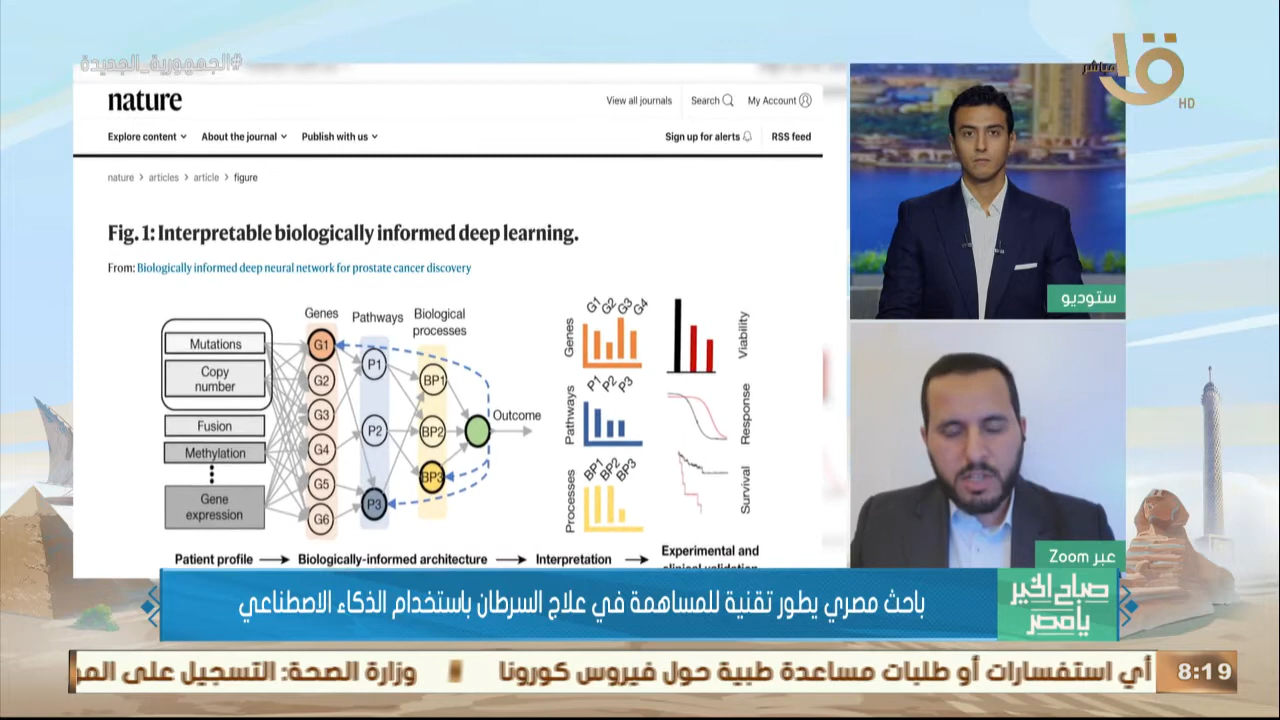 #الجمهورية_الجديدة
مباشر
HD
nature
View all journals
Search
My Account
Explore content
About the journal
Publish with us
Sign up for alerts
RSS feed
nature > articles > article > figure
Fig. 1: Interpretable biologically informed deep learning.
From: Biologically informed deep neural network for prostate cancer discovery
Mutations
Copy
number
Fusion
Methylation
Gene
expression
Genes
G1
G2
G3
G4
G5
G6
Pathways
P1
P2
P3
Biological
processes
BP1
BP2
BP3
Outcome
Genes
G1 G2 G3 G4
Pathways
P1 P2 P3
Processes
BP1 BP2 BP3
Viability
Response
Survival
Patient profile
Biologically-informed architecture
Interpretation
Experimental and
clinical validation
ستوديو
عبر Zoom
صباح الخير
يا مصر
باحث مصري يطور تقنية للمساهمة في علاج السرطان باستخدام الذكاء الاصطناعي
8:19
أي استفسارات أو طلبات مساعدة طبية حول فيروس كورونا
وزارة الصحة: التسجيل على